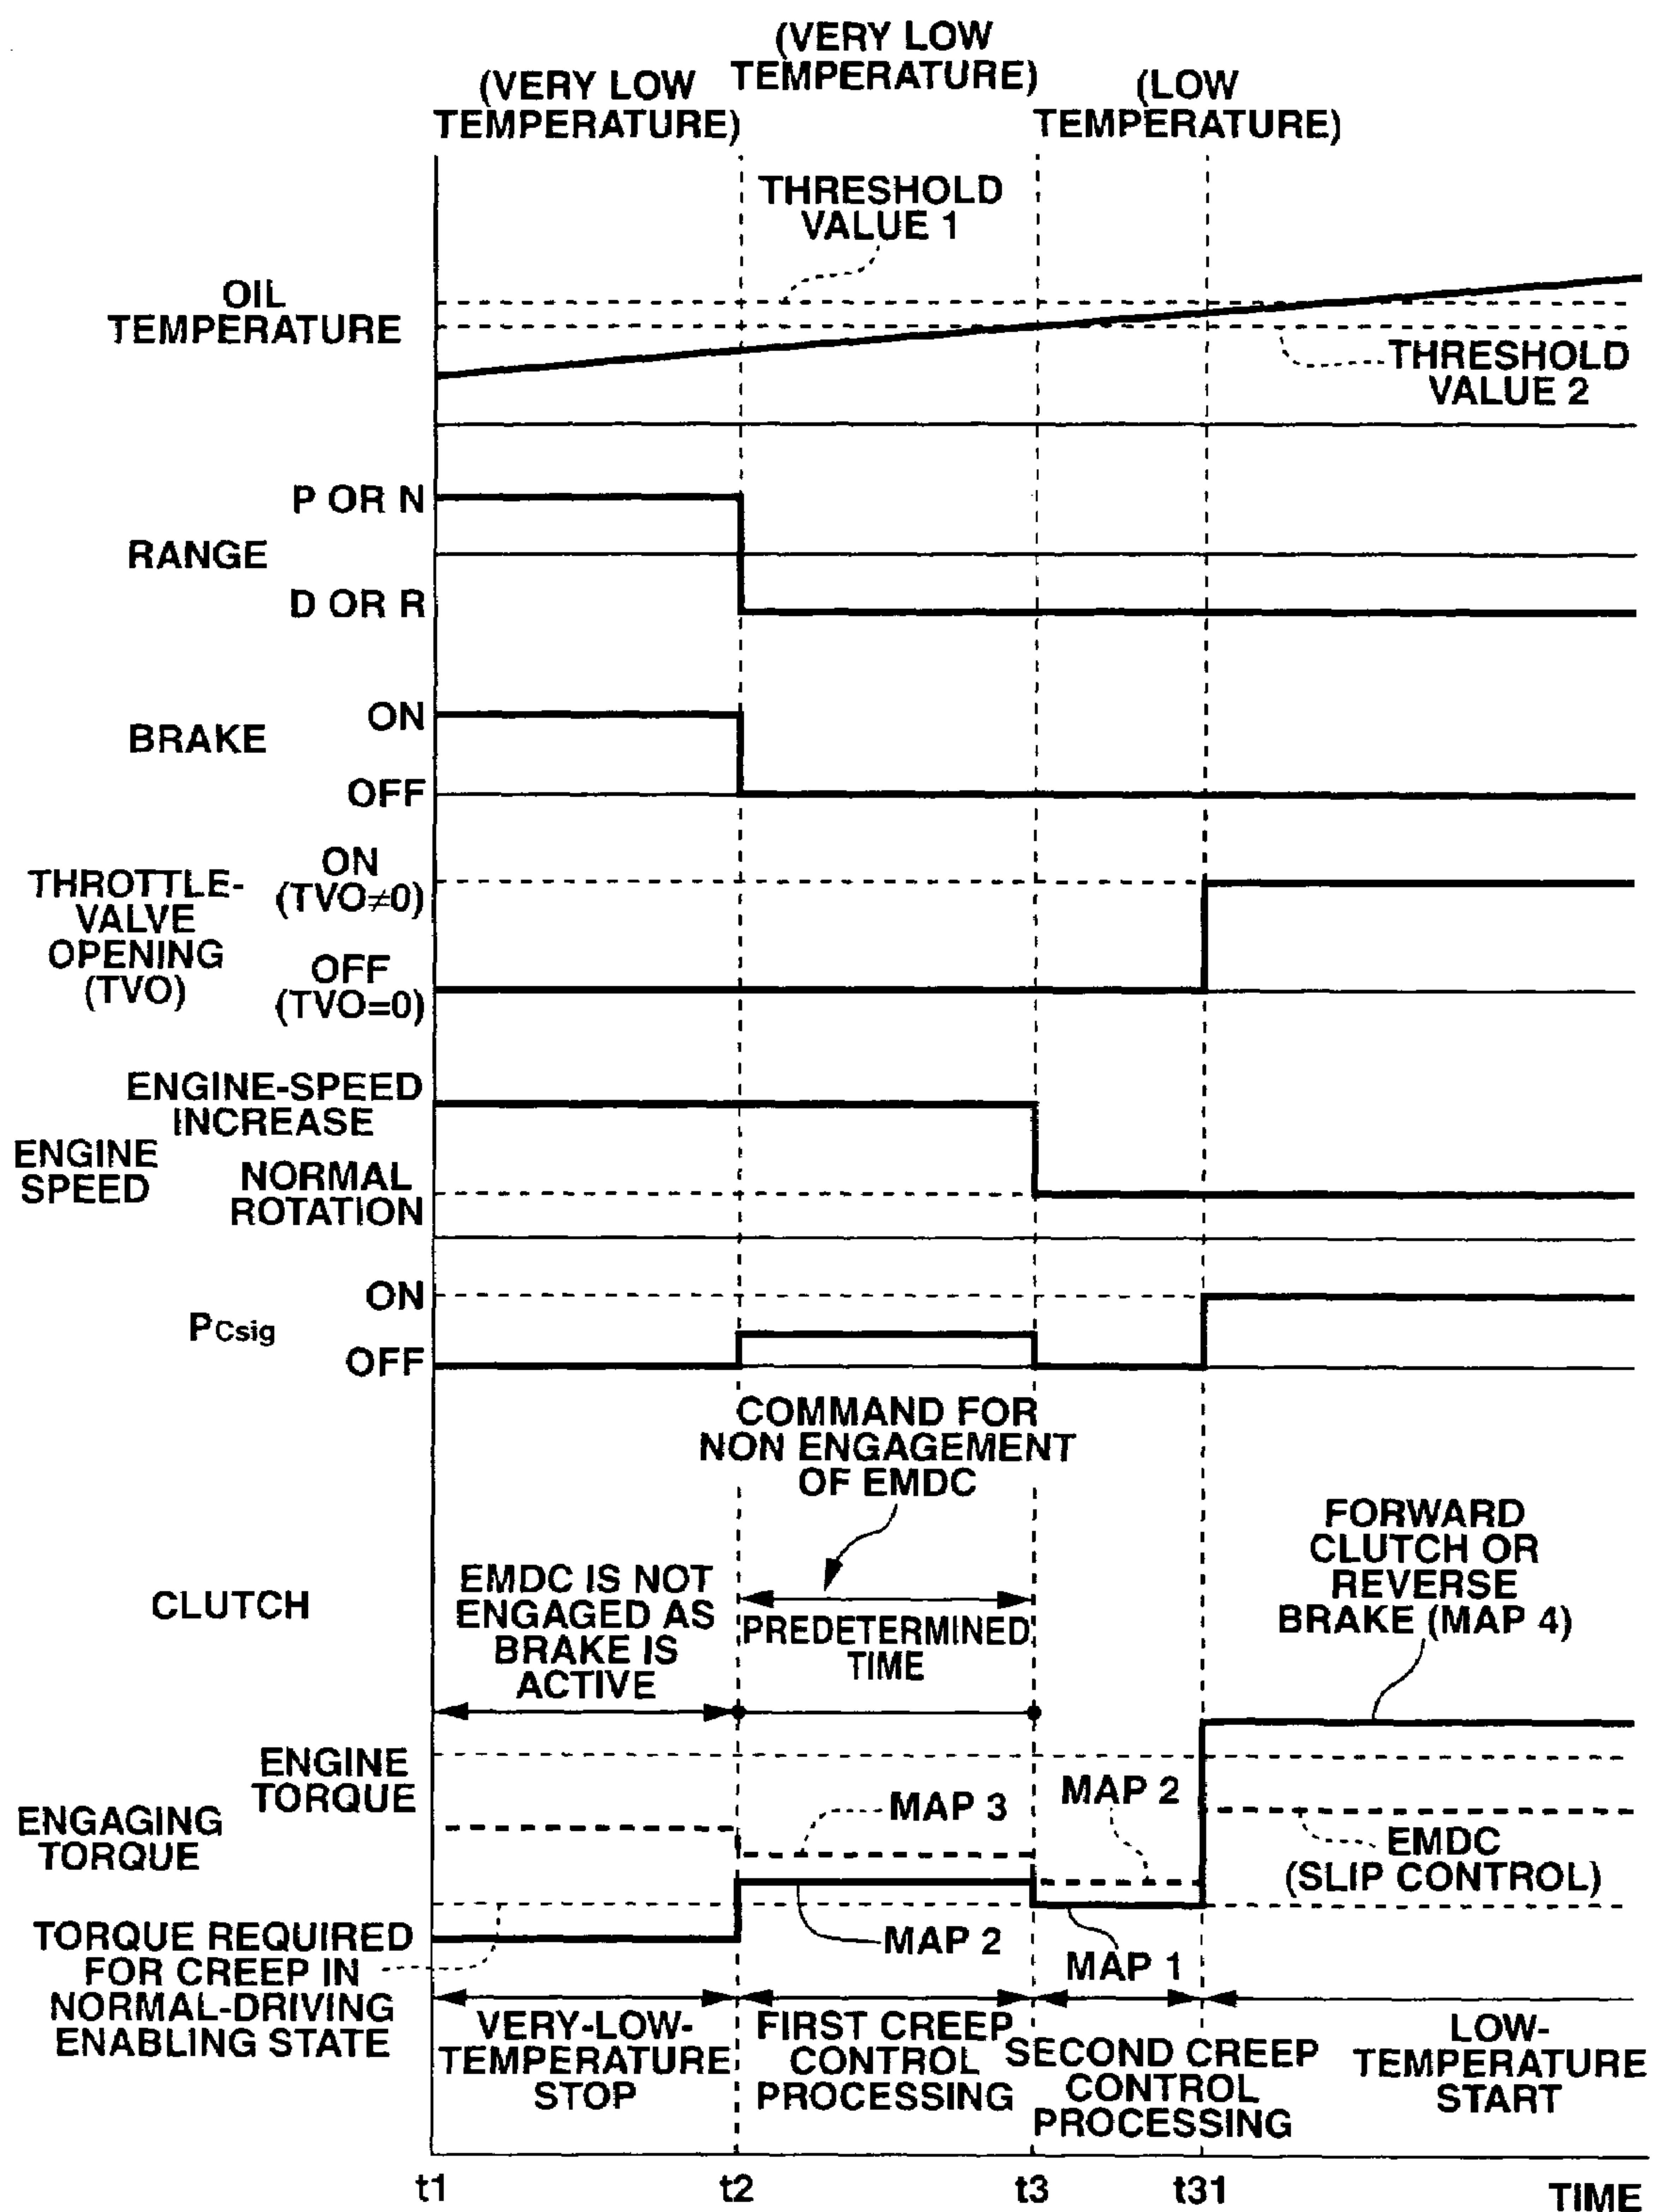 (VERY LOW
TEMPERATURE)
(VERY LOW
TEMPERATURE)
(LOW
TEMPERATURE)
THRESHOLD
VALUE 1
OIL
TEMPERATURE
THRESHOLD
VALUE 2
P OR N
RANGE
D OR R
ON
BRAKE
OFF
THROTTLE-
VALVE
OPENING
(TVO)
ON
(TVO≠0)
OFF
(TVO=0)
ENGINE-SPEED
INCREASE
ENGINE
SPEED
NORMAL
ROTATION
ON
PCsig
OFF
COMMAND FOR
NON ENGAGEMENT
OF EMDC
FORWARD
CLUTCH OR
REVERSE
BRAKE (MAP 4)
CLUTCH
EMDC IS NOT
ENGAGED AS
BRAKE IS
ACTIVE
PREDETERMINED
TIME
ENGINE
TORQUE
MAP 2
MAP 3
ENGAGING
TORQUE
EMDC
(SLIP CONTROL)
TORQUE REQUIRED
FOR CREEP IN
NORMAL-DRIVING
ENABLING STATE
MAP 2
MAP 1
VERY-LOW-
TEMPERATURE
STOP
FIRST CREEP
CONTROL
PROCESSING
SECOND CREEP
CONTROL
PROCESSING
LOW-
TEMPERATURE
START
t1
t2
t3
t31
TIME